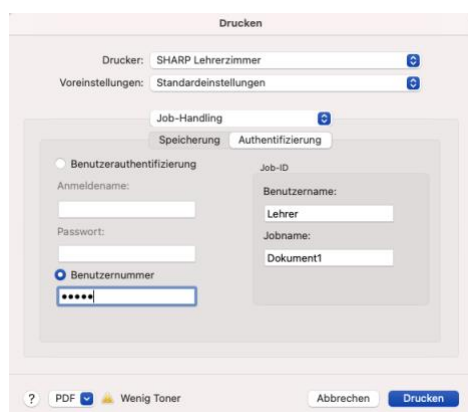 Drucken
Drucker: SHARP Lehrerzimmer
Voreinstellungen: Standardeinstellungen
Job-Handling
Speicherung Authentifizierung
Benutzerauthentifizierung
Anmeldename:
Passwort:
Benutzernummer
•••••
Job-ID
Benutzername:
Lehrer
Jobname:
Dokument1
? PDF Wenig Toner Abbrechen Drucken